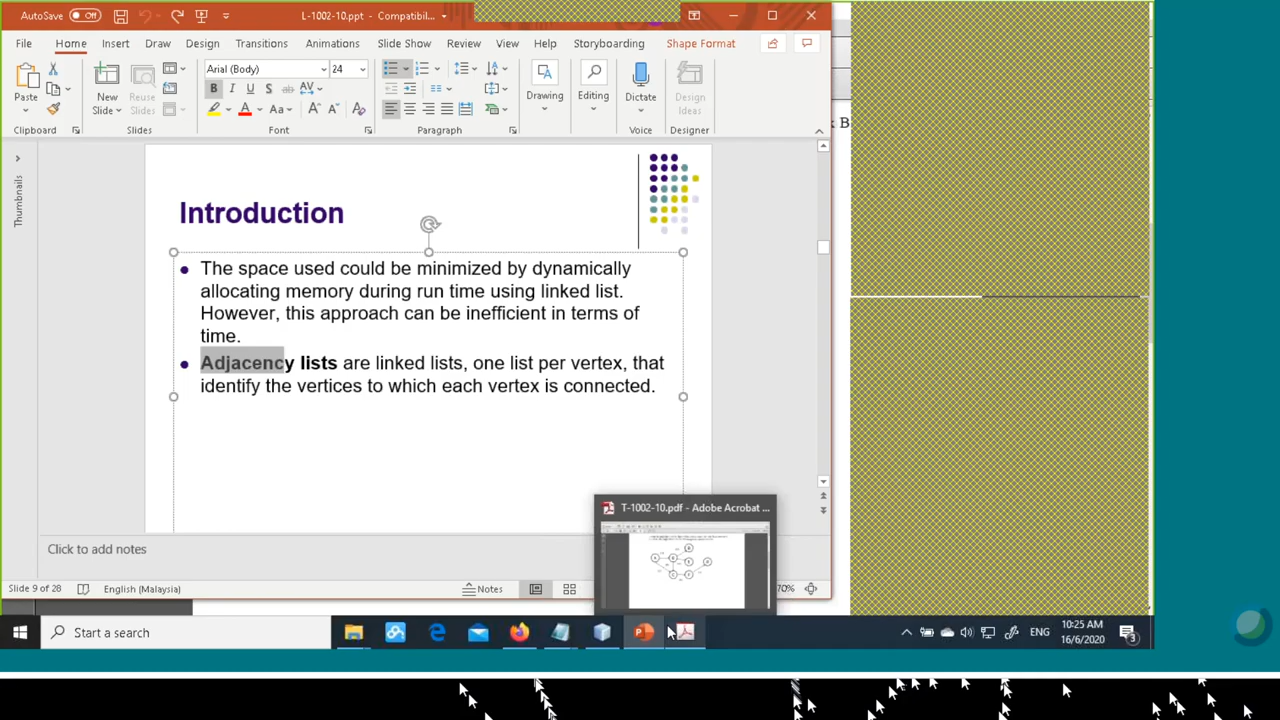 AutoSave Off L-1002-10.ppt - Compatibil...
File Home Insert Draw Design Transitions Animations Slide Show Review View Help Storyboarding Shape Format
Arial (Body) 24
Paste New Slide Reuse Slides Drawing Editing Dictate Design Ideas
Clipboard Slides Font Paragraph Voice Designer
k B
Thumbnails
Introduction
The space used could be minimized by dynamically
allocating memory during run time using linked list.
However, this approach can be inefficient in terms of
time.
Adjacency lists are linked lists, one list per vertex, that
identify the vertices to which each vertex is connected.
T-1002-10.pdf - Adobe Acrobat ...
Click to add notes
Slide 9 of 28 English (Malaysia) Notes 70%
Start a search
ENG
10:25 AM
16/6/2020
3